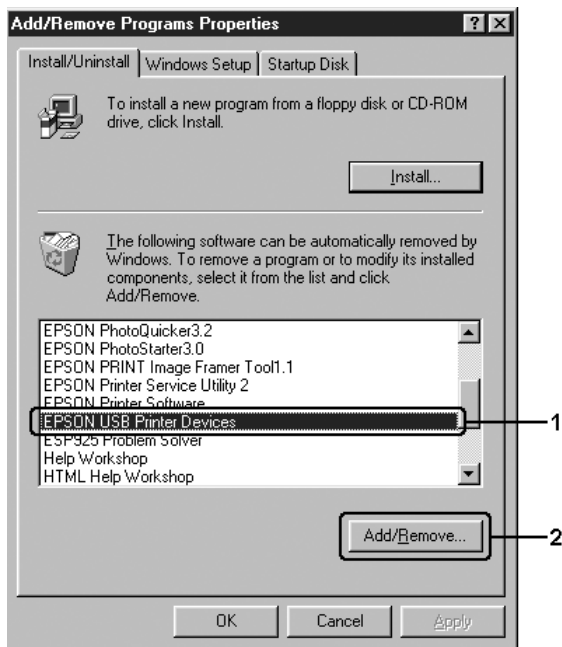 Add/Remove Programs Properties
Install/Uninstall Windows Setup Startup Disk
To install a new program from a floppy disk or CD-ROM
drive, click Install.
Install...
The following software can be automatically removed by
Windows. To remove a program or to modify its installed
components, select it from the list and click
Add/Remove.
EPSON PhotoQuicker3.2
EPSON PhotoStarter3.0
EPSON PRINT Image Framer Tool1.1
EPSON Printer Service Utility 2
EPSON Printer Software
EPSON USB Printer Devices
1
ESP925 Problem Solver
Help Workshop
HTML Help Workshop
Add/Remove...
2
OK Cancel Apply